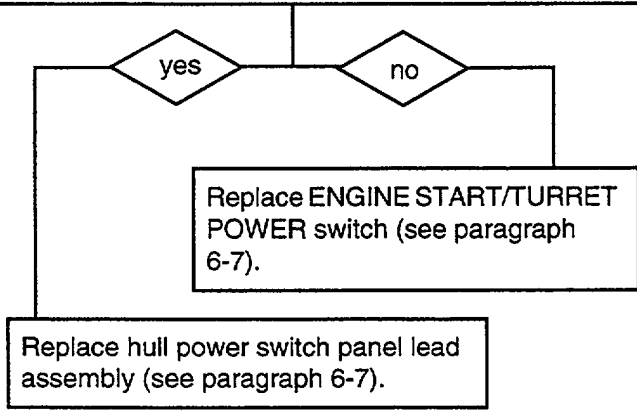 yes
no
Replace ENGINE START/TURRET
POWER switch (see paragraph
6-7).
Replace hull power switch panel lead
assembly (see paragraph 6-7).